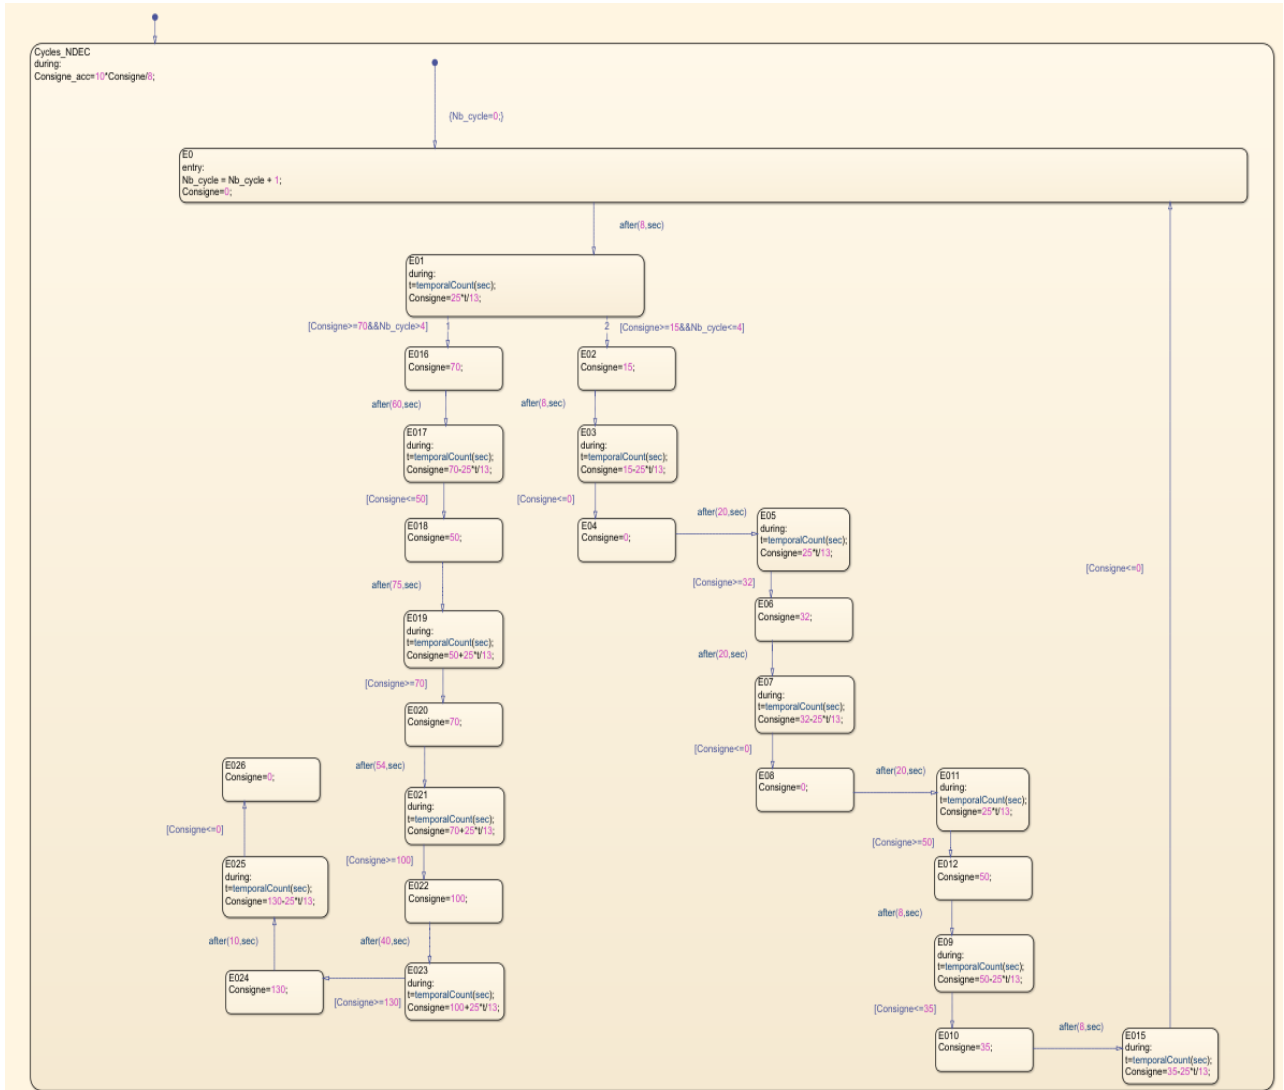 Cycles_NDEC
during:
Consigne_acc=10*Consigne/8;
{Nb_cycle=0;}
E0
entry:
Nb_cycle = Nb_cycle + 1;
Consigne=0;
after(8,sec)
E01
during:
t=temporalCount(sec);
Consigne=25*t/13;
[Consigne>=70&&Nb_cycle>4]
1
2
[Consigne>=15&&Nb_cycle<=4]
E016
Consigne=70;
after(60,sec)
E017
during:
t=temporalCount(sec);
Consigne=70-25*t/13;
[Consigne<=50]
E018
Consigne=50;
after(75,sec)
E019
during:
t=temporalCount(sec);
Consigne=50+25*t/13;
[Consigne>=70]
E020
Consigne=70;
after(54,sec)
E021
during:
t=temporalCount(sec);
Consigne=70+25*t/13;
[Consigne>=100]
E022
Consigne=100;
after(40,sec)
E023
during:
t=temporalCount(sec);
Consigne=100+25*t/13;
[Consigne>=130]
E024
Consigne=130;
after(10,sec)
E025
during:
t=temporalCount(sec);
Consigne=130-25*t/13;
[Consigne<=0]
E026
Consigne=0;
E02
Consigne=15;
after(8,sec)
E03
during:
t=temporalCount(sec);
Consigne=15-25*t/13;
[Consigne<=0]
E04
Consigne=0;
after(20,sec)
E05
during:
t=temporalCount(sec);
Consigne=25*t/13;
[Consigne>=32]
E06
Consigne=32;
after(20,sec)
E07
during:
t=temporalCount(sec);
Consigne=32-25*t/13;
[Consigne<=0]
E08
Consigne=0;
after(20,sec)
E011
during:
t=temporalCount(sec);
Consigne=25*t/13;
[Consigne>=50]
E012
Consigne=50;
after(8,sec)
E09
during:
t=temporalCount(sec);
Consigne=50-25*t/13;
[Consigne<=35]
E010
Consigne=35;
after(8,sec)
E015
during:
t=temporalCount(sec);
Consigne=35-25*t/13;
[Consigne<=0]